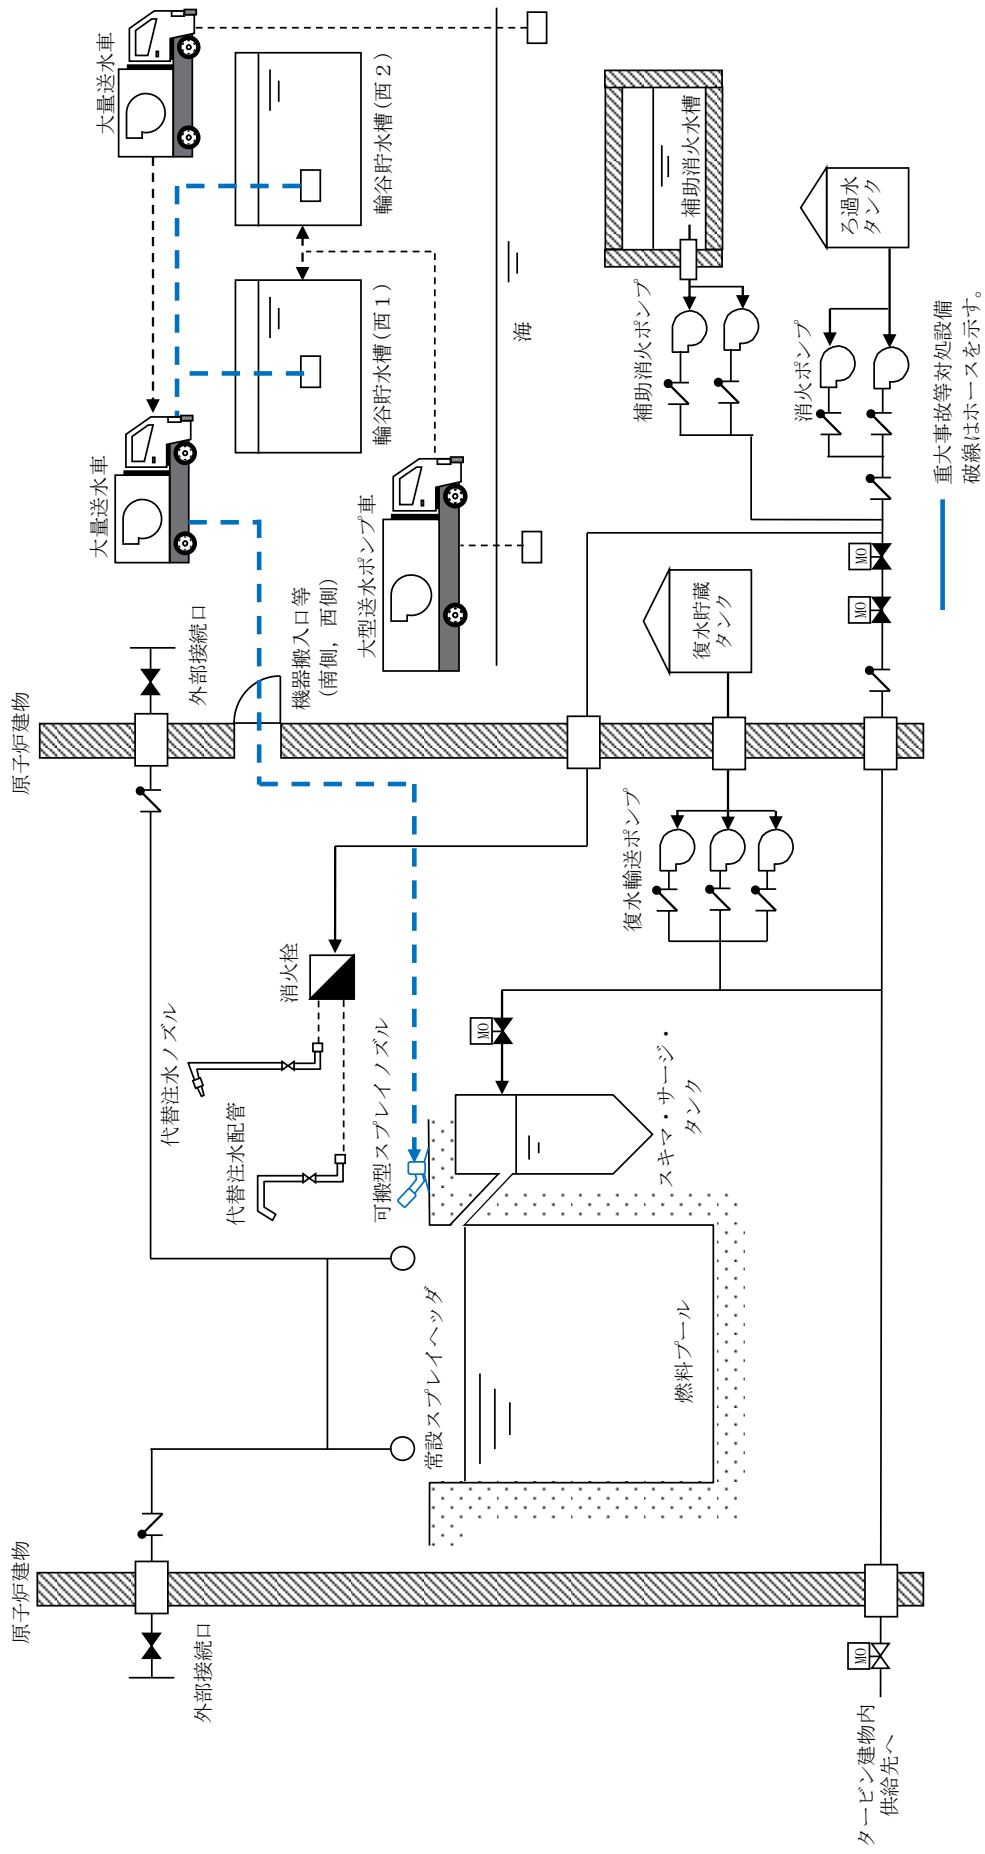 原子炉建物
外部接続口
タービン建物内
供給先へ
MO
常設スプレイヘッダ
燃料プール
代替注水ノズル
代替注水配管
可搬型スプレイノズル
消火栓
スキマ・サージ・
タンク
MO
復水輸送ポンプ
原子炉建物
外部接続口
機器搬入口等
(南側，西側)
復水貯蔵
タンク
MO
MO
大量送水車
大型送水ポンプ車
大量送水車
輪谷貯水槽(西1)
輪谷貯水槽(西2)
海
補助消火ポンプ
補助消火水槽
消火ポンプ
ろ過水
タンク
重大事故等対処設備
破線はホースを示す。